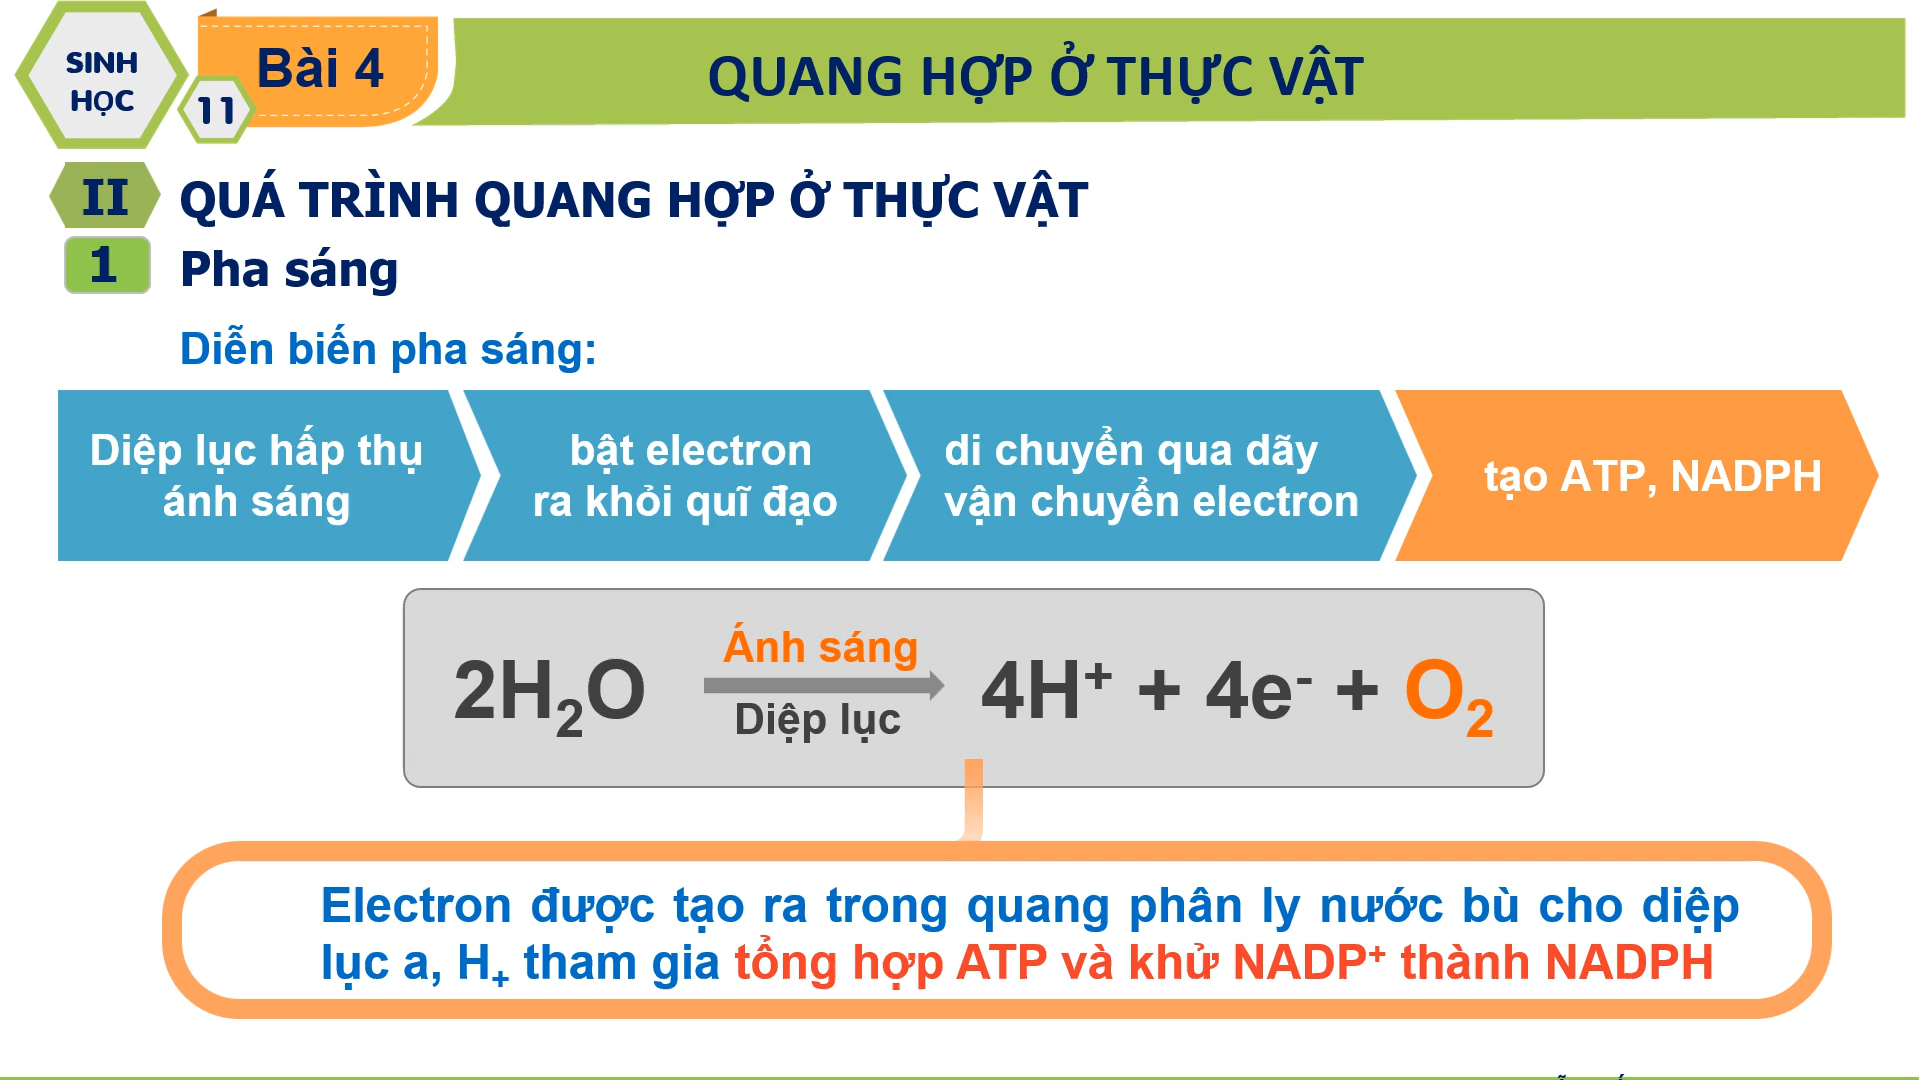 SINH
HỌC
11
Bài 4
QUANG HỢP Ở THỰC VẬT
II QUÁ TRÌNH QUANG HỢP Ở THỰC VẬT
1 Pha sáng
Diễn biến pha sáng:
Diệp lục hấp thụ
ánh sáng
bật electron
ra khỏi quĩ đạo
di chuyển qua dãy
vận chuyển electron
tạo ATP, NADPH
Ánh sáng
2H₂O → 4H⁺ + 4e⁻ + O₂
Diệp lục
Electron được tạo ra trong quang phân ly nước bù cho diệp
lục a, H₊ tham gia tổng hợp ATP và khử NADP⁺ thành NADPH